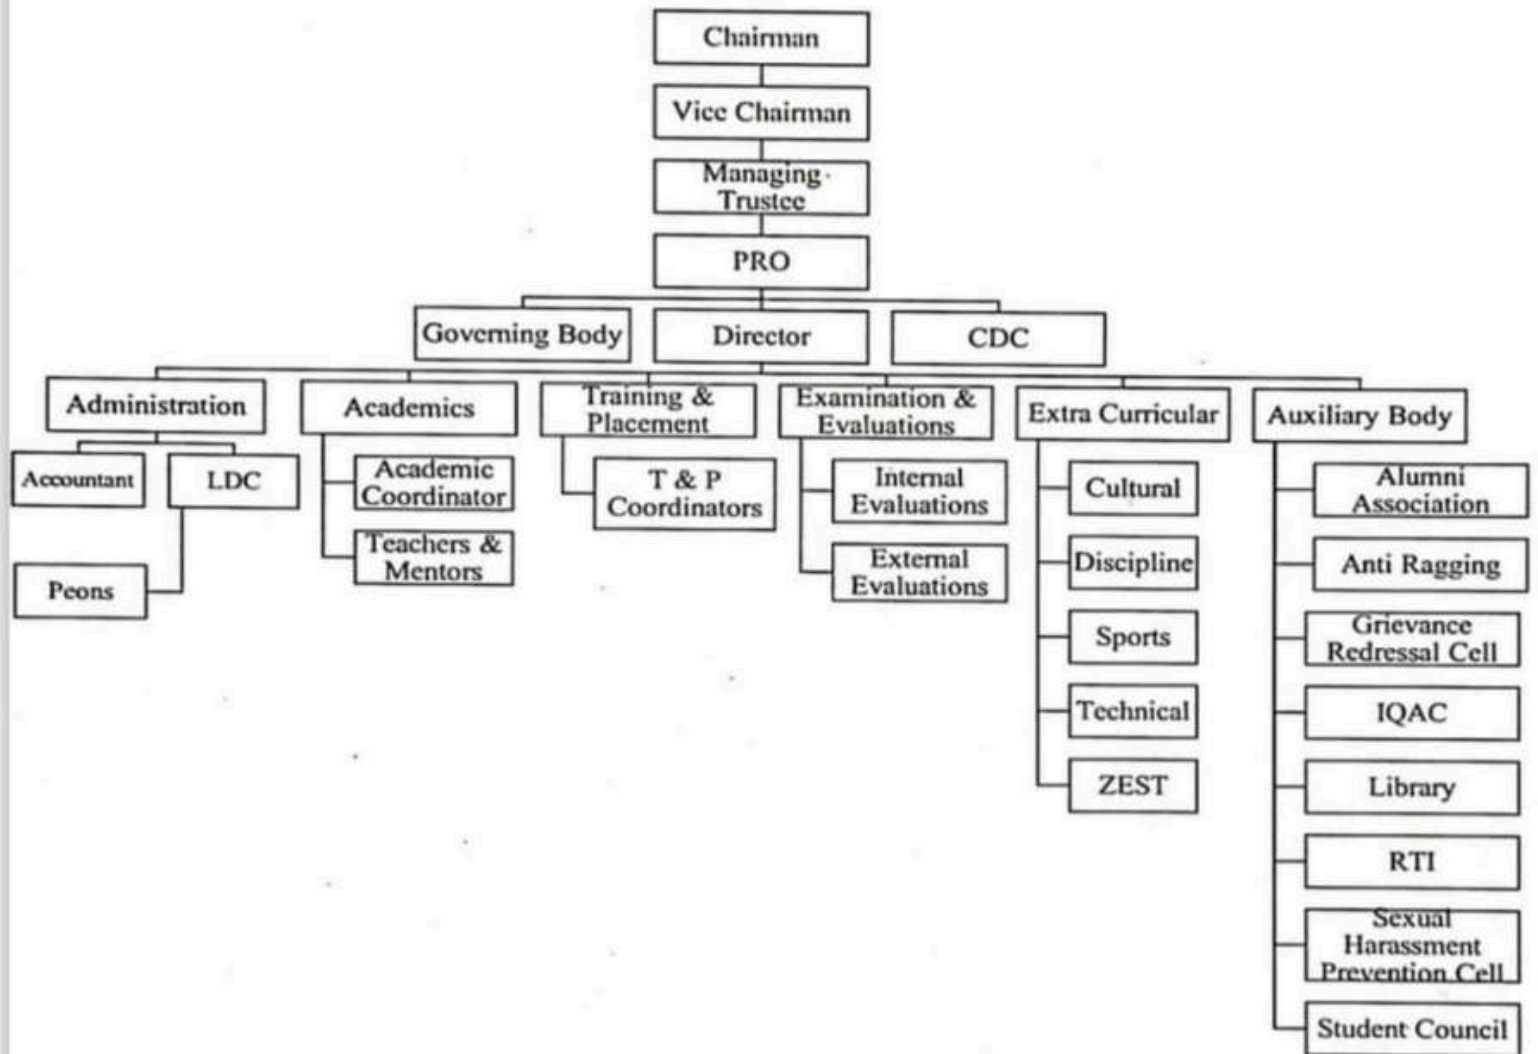 Chairman
Vice Chairman
Managing
Trustee
PRO
Governing Body
Director
CDC
Administration
Academics
Training &
Placement
Examination &
Evaluations
Extra Curricular
Auxiliary Body
Accountant
LDC
Peons
Academic
Coordinator
Teachers &
Mentors
T & P
Coordinators
Internal
Evaluations
External
Evaluations
Cultural
Discipline
Sports
Technical
ZEST
Alumni
Association
Anti Ragging
Grievance
Redressal Cell
IQAC
Library
RTI
Sexual
Harassment
Prevention Cell
Student Council